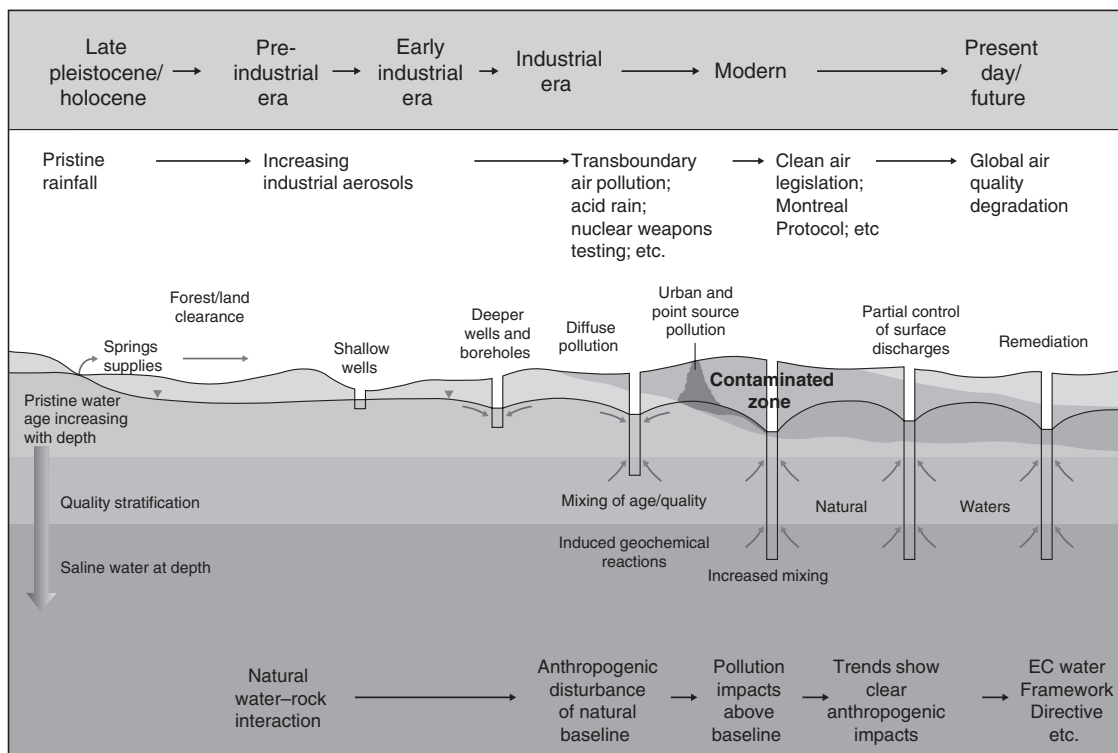 Late
pleistocene/
holocene
Pre-
industrial
era
Early
industrial
era
Industrial
era
Modern
Present
day/
future
Pristine
rainfall
Increasing
industrial aerosols
Transboundary
air pollution;
acid rain;
nuclear weapons
testing; etc.
Clean air
legislation;
Montreal
Protocol; etc
Global air
quality
degradation
Forest/land
clearance
Springs
supplies
Shallow
wells
Deeper
wells and
boreholes
Diffuse
pollution
Urban and
point source
pollution
Partial control
of surface
discharges
Remediation
Contaminated
zone
Pristine water
age increasing
with depth
Quality stratification
Mixing of age/quality
Natural
Waters
Saline water at depth
Induced geochemical
reactions
Increased mixing
Natural
water–rock
interaction
Anthropogenic
disturbance
of natural
baseline
Pollution
impacts
above
baseline
Trends show
clear
anthropogenic
impacts
EC water
Framework
Directive
etc.